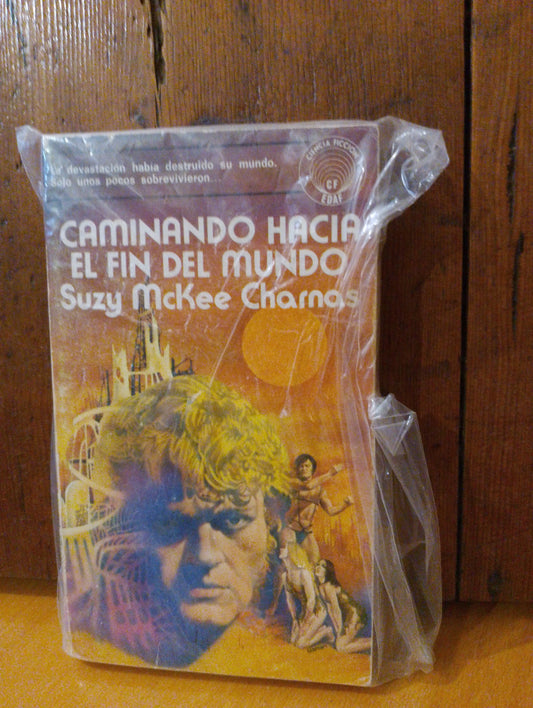 La devastación había destruido su mundo.
Solo unos pocos sobrevivieron...
CIENCIA FICCION
CF
EDAF
CAMINANDO HACIA
EL FIN DEL MUNDO
Suzy McKee Charnas